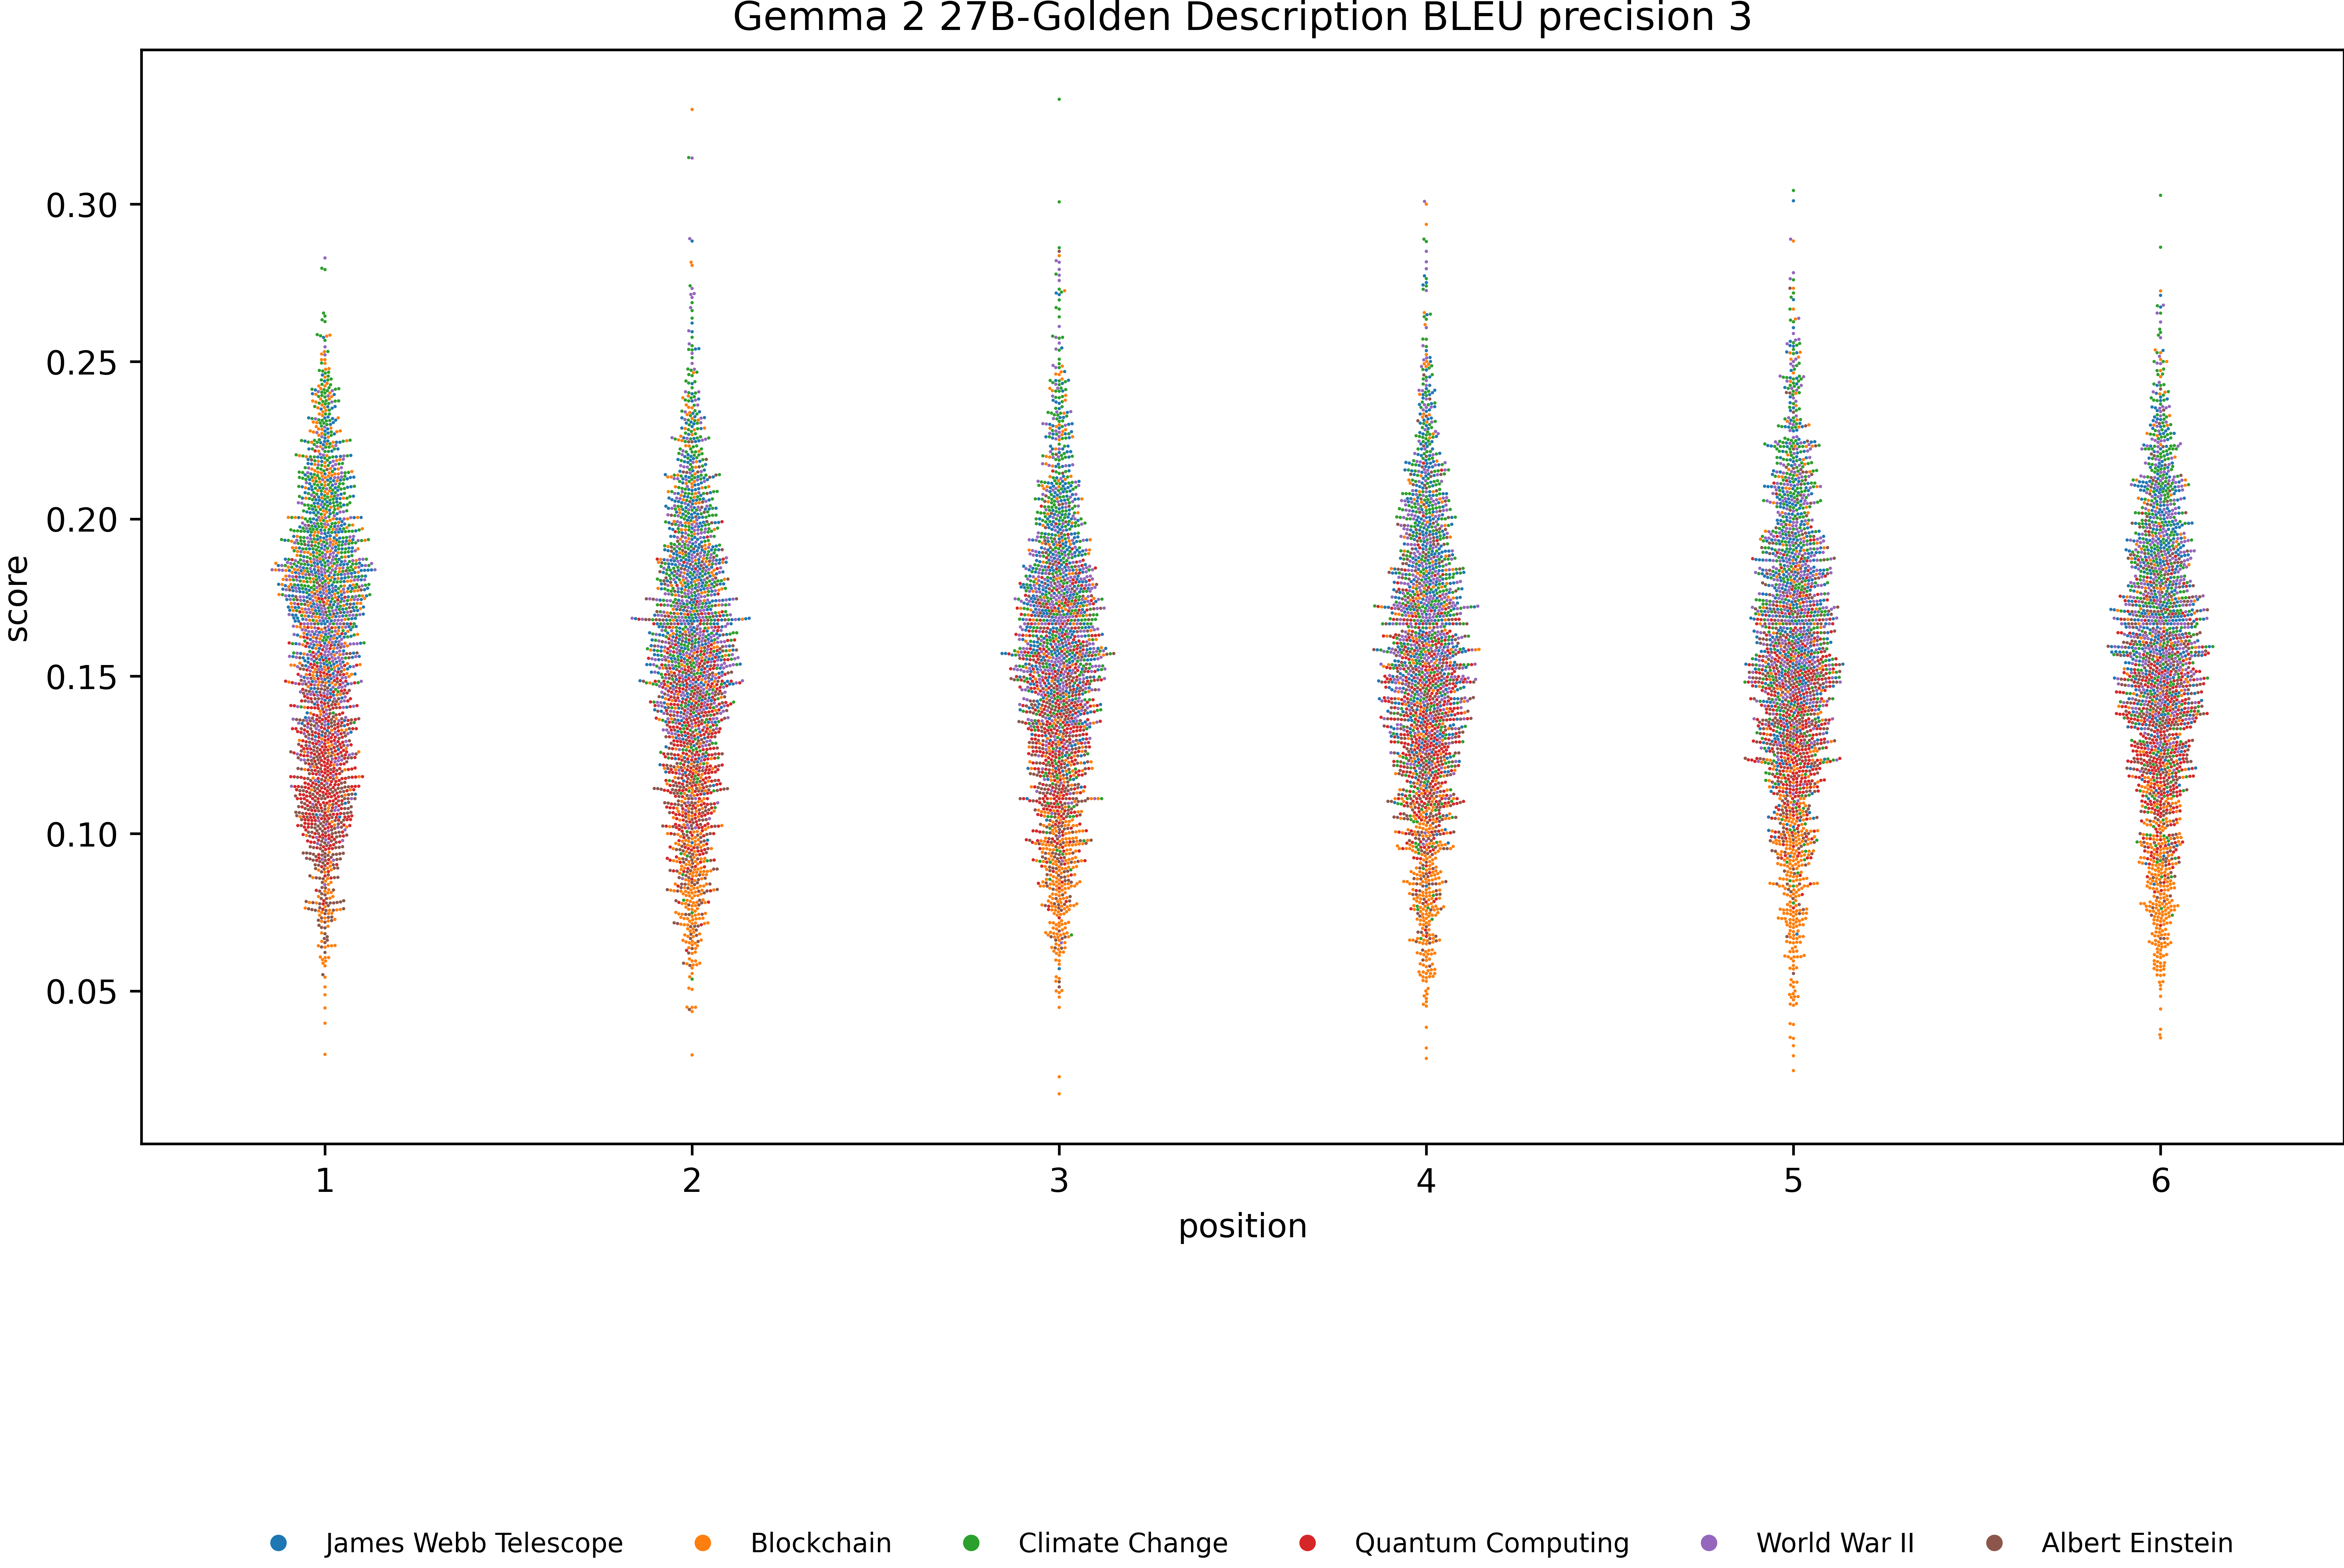 Gemma 2 27B-Golden Description BLEU precision 3
score
0.30
0.25
0.20
0.15
0.10
0.05
1 2 3 4 5 6
position
James Webb Telescope Blockchain Climate Change Quantum Computing World War II Albert Einstein